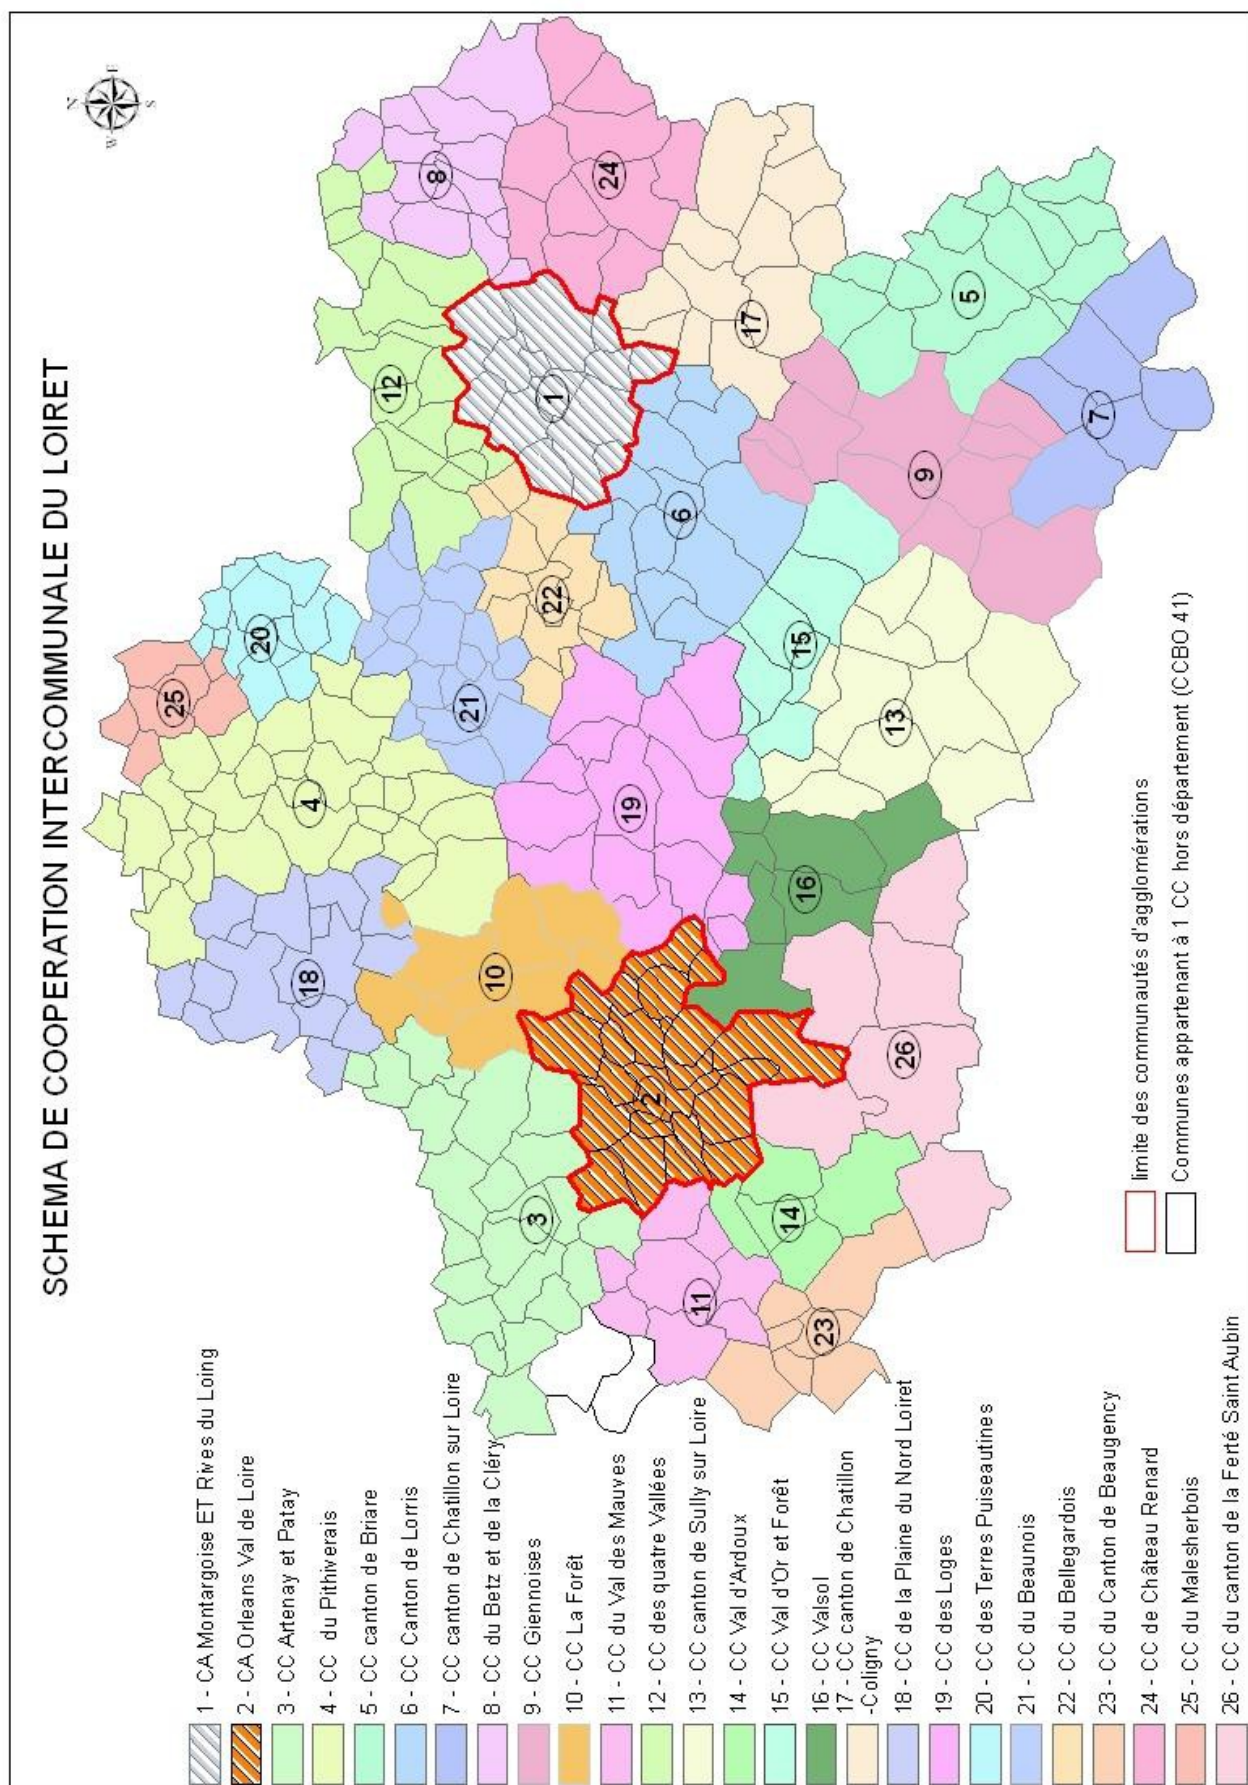 SCHEMA DE COOPERATION INTERCOMMUNALE DU LOIRET
N
E
S
W
1 - CA Montargoise ET Rives du Loing
2 - CA Orleans Val de Loire
3 - CC Artenay et Patay
4 - CC du Pithiverais
5 - CC canton de Briare
6 - CC Canton de Lorris
7 - CC canton de Chatillon sur Loire
8 - CC du Betz et de la Cléry
9 - CC Giennoises
10 - CC La Forêt
11 - CC du Val des Mauves
12 - CC des quatre Vallées
13 - CC canton de Sully sur Loire
14 - CC Val d'Ardoux
15 - CC Val d'Or et Forêt
16 - CC Valsol
17 - CC canton de Chatillon
-Coligny
18 - CC de la Plaine du Nord Loiret
19 - CC des Loges
20 - CC des Terres Puiseautines
21 - CC du Beaunois
22 - CC du Bellegardois
23 - CC du Canton de Beaugency
24 - CC de Château Renard
25 - CC du Malesherbois
26 - CC du canton de la Ferté Saint Aubin
limite des communautés d'agglomérations
Communes appartenant à 1 CC hors département (CCBO 41)
25
20
4
18
12
8
21
10
3
22
1
24
19
2
6
11
15
17
16
14
13
9
5
23
26
7